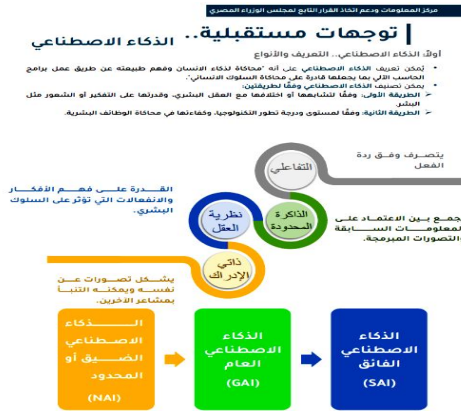 مركز المعلومات ودعم اتخاذ القرار التابع لمجلس الوزراء المصري
توجهات مستقبلية.. الذكاء الاصطناعي
أولاً: الذكاء الاصطناعي.. التعريف والأنواع
• يُمكن تعريف الذكاء الاصطناعي على أنه "محاكاة لذكاء الانسان وفهم طبيعته عن طريق عمل برامج
الحاسب الآلي بما يجعلها قادرة على محاكاة السلوك الانساني".
• يمكن تصنيف الذكاء الاصطناعي وفقًا لطريقتين:
➢ الطريقة الأولى: وفقًا لتشابهها أو اختلافها مع العقل البشري، وقدرتها على التفكير أو الشعور مثل
البشر.
➢ الطريقة الثانية: وفقًا لمستوى ودرجة تطور التكنولوجيا، وكفاءتها في محاكاة الوظائف البشرية.
التفاعلي
يتصرف وفق ردة
الفعل
الذاكرة
المحدودة
يجمع بين الاعتماد على
المعلومات السابقة
والتصورات المبرمجة.
نظرية
العقل
القدرة على فهم الأفكار
والانفعالات التي تؤثر على السلوك
البشري.
ذاتي
الإدراك
يشكل تصورات عن
نفسه ويمكنه التنبأ
بمشاعر الآخرين.
الذكاء
الاصطناعي
الفائق
(SAI)
الذكاء
الاصطناعي
العام
(GAI)
الذكاء
الاصطناعي
الضيق أو
المحدود
(NAI)